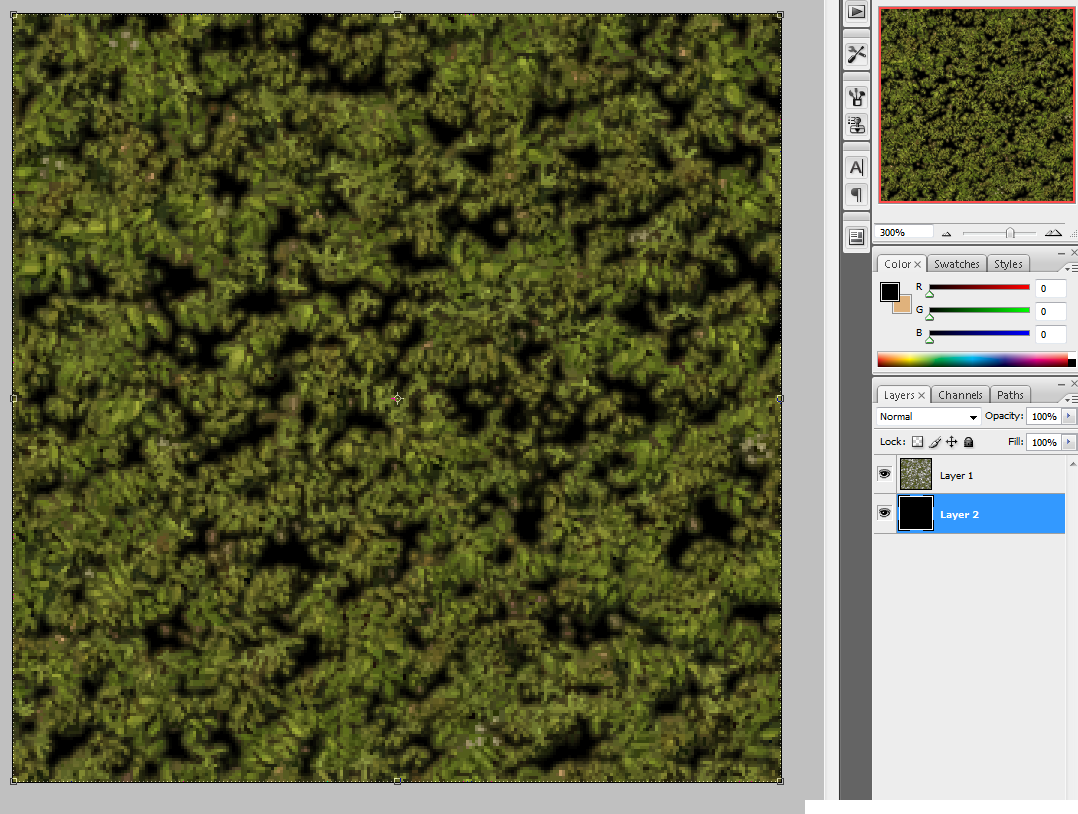 A
¶
300%
Color × Swatches Styles
R 0
G 0
B 0
Layers × Channels Paths
Normal Opacity: 100%
Lock: Fill: 100%
Layer 1
Layer 2